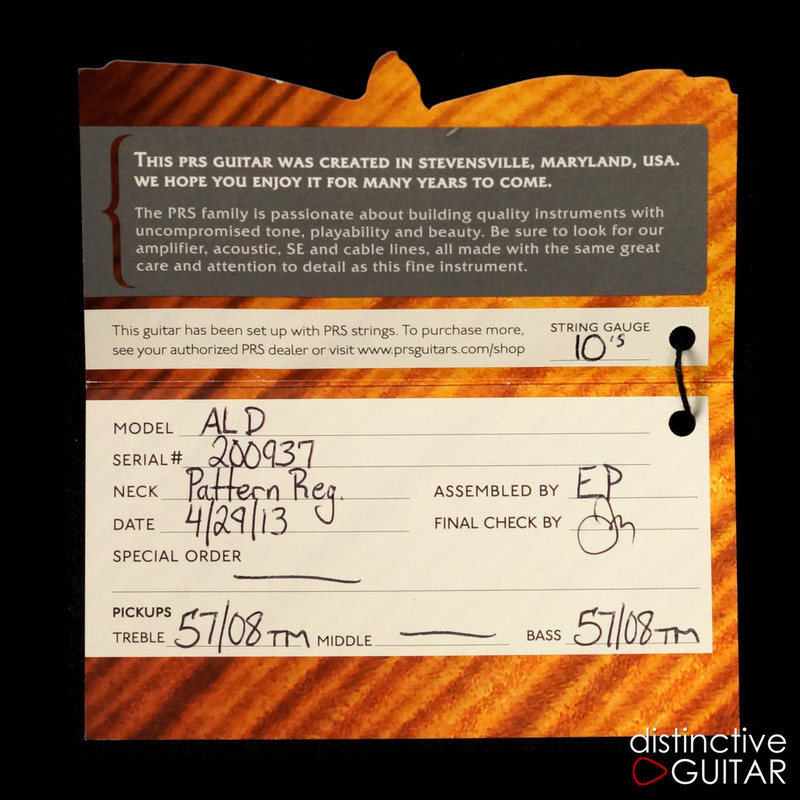 THIS PRS GUITAR WAS CREATED IN STEVENSVILLE, MARYLAND, USA.
WE HOPE YOU ENJOY IT FOR MANY YEARS TO COME.
The PRS family is passionate about building quality instruments with
uncompromised tone, playability and beauty. Be sure to look for our
amplifier, acoustic, SE and cable lines, all made with the same great
care and attention to detail as this fine instrument.
This guitar has been set up with PRS strings. To purchase more,
see your authorized PRS dealer or visit www.prsguitars.com/shop
STRING GAUGE
10's
MODEL ALD
SERIAL# 200937
NECK Pattern Reg.
ASSEMBLED BY EP
DATE 4/29/13
FINAL CHECK BY
SPECIAL ORDER
PICKUPS
TREBLE 57/08 TM MIDDLE BASS 57/08 TM
distinctive
GUITAR